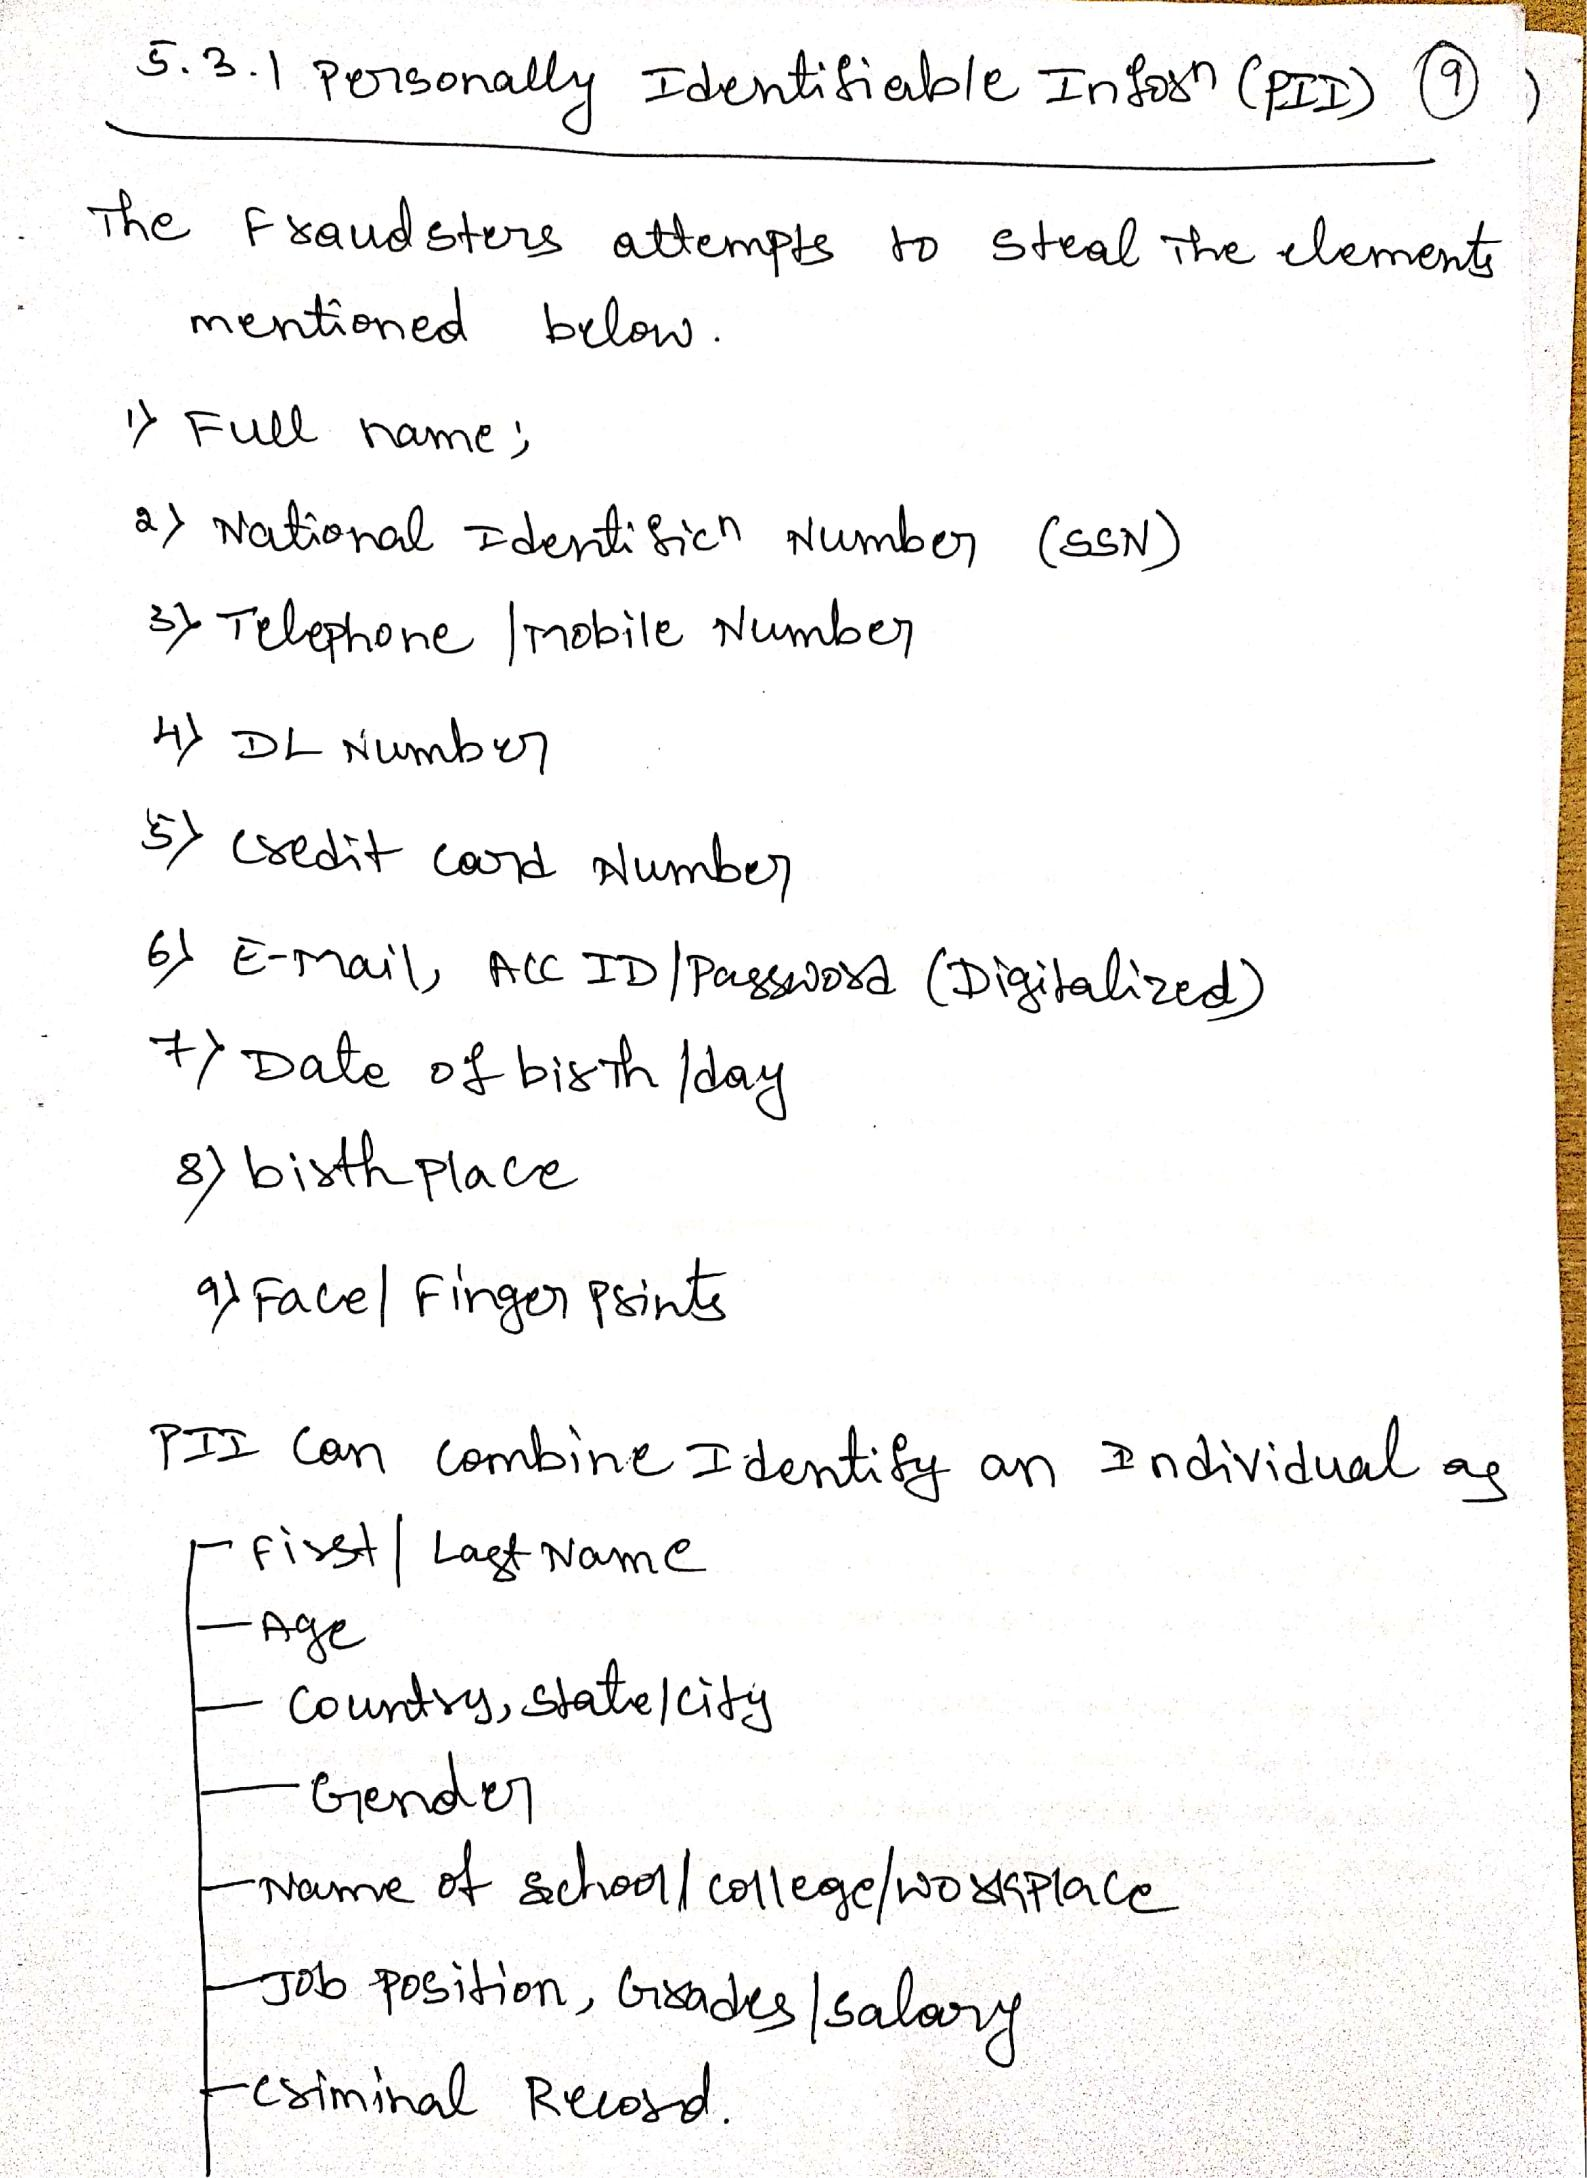 5.3.1 Personally Identifiable Infor^n (PII) 9
The Fraudsters attempts to steal The elements
mentioned below.
1) Full name;
2) National Identific^n Number (SSN)
3) Telephone / mobile Number
4) DL Number
5) Credit card Number
6) E-mail, Acc ID/Password (Digitalized)
7) Date of birth /day
8) birth place
9) Face/ Finger prints
PII Can combine Identify an Individual as
First/ Last Name
Age
Country, State/city
Gender
Name of school/ college/workplace
Job position, Grades /salary
criminal Record.